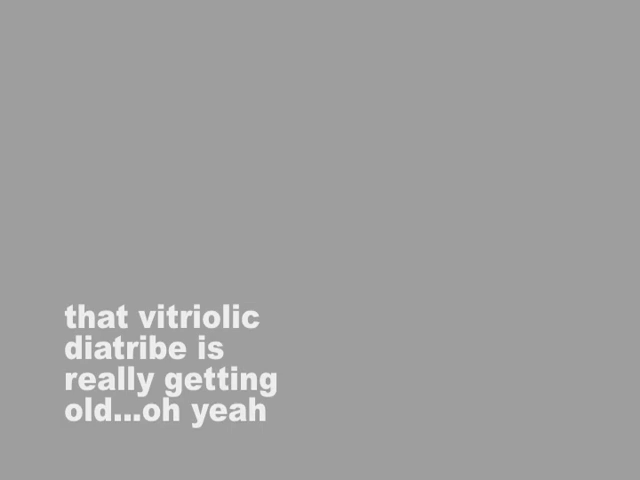 that vitriolic
diatribe is
really getting
old...oh yeah